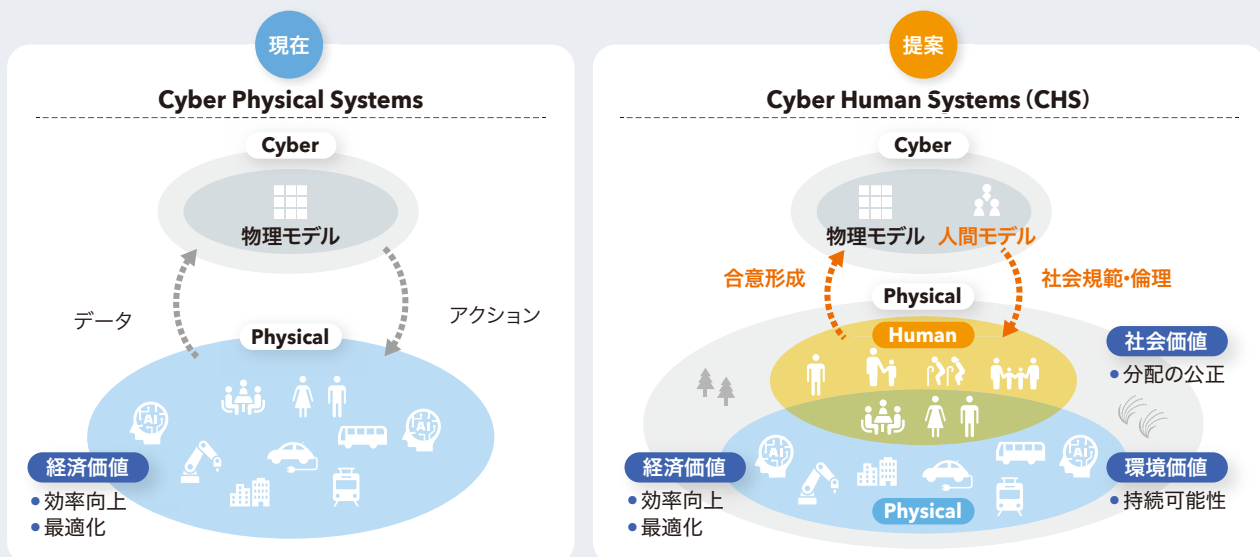 現在
Cyber Physical Systems
Cyber
物理モデル
データ
アクション
Physical
AI
AI
経済価値
• 効率向上
• 最適化
提案
Cyber Human Systems（CHS）
Cyber
物理モデル 人間モデル
合意形成
社会規範・倫理
Physical
Human
社会価値
• 分配の公正
AI
AI
経済価値
• 効率向上
• 最適化
環境価値
• 持続可能性
Physical